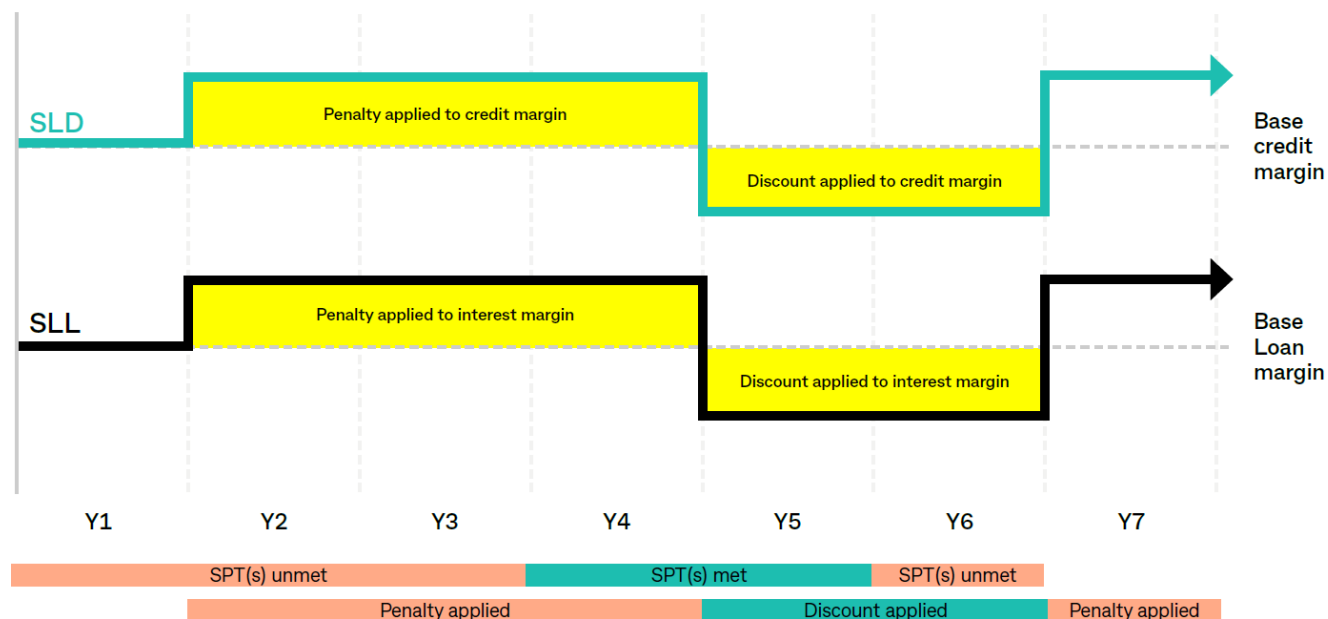 SLD
Penalty applied to credit margin
Discount applied to credit margin
Base
credit
margin
SLL
Penalty applied to interest margin
Discount applied to interest margin
Base
Loan
margin
Y1 Y2 Y3 Y4 Y5 Y6 Y7
SPT(s) unmet SPT(s) met SPT(s) unmet
Penalty applied Discount applied Penalty applied